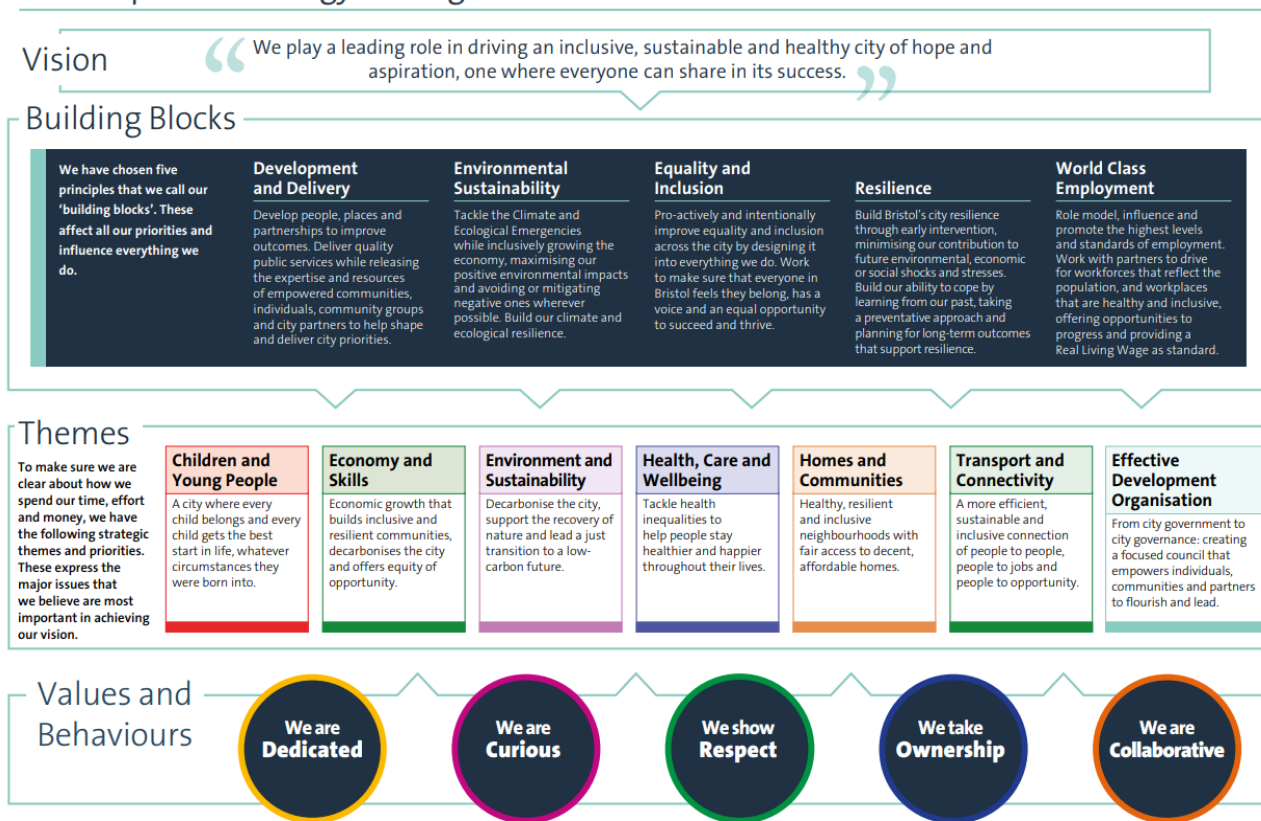 Vision
“ We play a leading role in driving an inclusive, sustainable and healthy city of hope and
aspiration, one where everyone can share in its success. ”
Building Blocks
We have chosen five
principles that we call our
‘building blocks’. These
affect all our priorities and
influence everything we
do.
Development
and Delivery
Develop people, places and
partnerships to improve
outcomes. Deliver quality
public services while releasing
the expertise and resources
of empowered communities,
individuals, community groups
and city partners to help shape
and deliver city priorities.
Environmental
Sustainability
Tackle the Climate and
Ecological Emergencies
while inclusively growing the
economy, maximising our
positive environmental impacts
and avoiding or mitigating
negative ones wherever
possible. Build our climate and
ecological resilience.
Equality and
Inclusion
Pro-actively and intentionally
improve equality and inclusion
across the city by designing it
into everything we do. Work
to make sure that everyone in
Bristol feels they belong, has a
voice and an equal opportunity
to succeed and thrive.
Resilience
Build Bristol’s city resilience
through early intervention,
minimising our contribution to
future environmental, economic
or social shocks and stresses.
Build our ability to cope by
learning from our past, taking
a preventative approach and
planning for long-term outcomes
that support resilience.
World Class
Employment
Role model, influence and
promote the highest levels
and standards of employment.
Work with partners to drive
for workforces that reflect the
population, and workplaces
that are healthy and inclusive,
offering opportunities to
progress and providing a
Real Living Wage as standard.
Themes
To make sure we are
clear about how we
spend our time, effort
and money, we have
the following strategic
themes and priorities.
These express the
major issues that
we believe are most
important in achieving
our vision.
Children and
Young People
A city where every
child belongs and every
child gets the best
start in life, whatever
circumstances they
were born into.
Economy and
Skills
Economic growth that
builds inclusive and
resilient communities,
decarbonises the city
and offers equity of
opportunity.
Environment and
Sustainability
Decarbonise the city,
support the recovery of
nature and lead a just
transition to a low-
carbon future.
Health, Care and
Wellbeing
Tackle health
inequalities to
help people stay
healthier and happier
throughout their lives.
Homes and
Communities
Healthy, resilient
and inclusive
neighbourhoods with
fair access to decent,
affordable homes.
Transport and
Connectivity
A more efficient,
sustainable and
inclusive connection
of people to people,
people to jobs and
people to opportunity.
Effective
Development
Organisation
From city government to
city governance: creating
a focused council that
empowers individuals,
communities and partners
to flourish and lead.
Values and
Behaviours
We are
Dedicated
We are
Curious
We show
Respect
We take
Ownership
We are
Collaborative